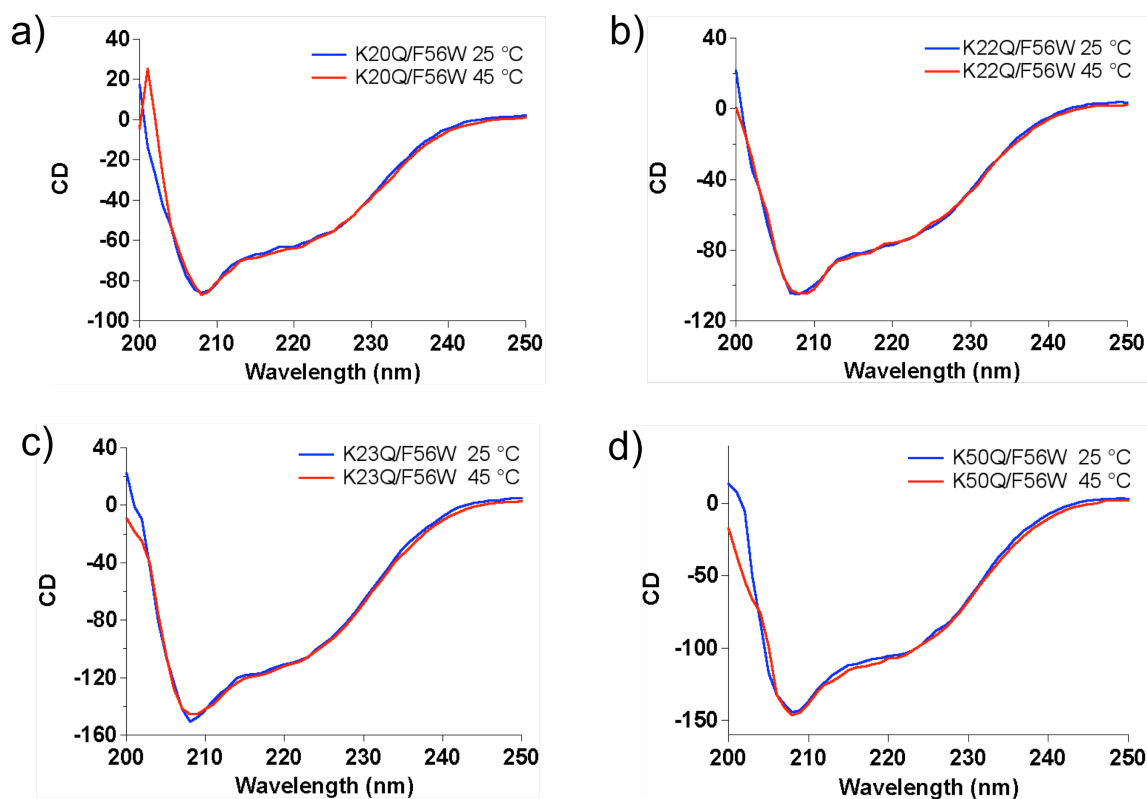 a)
K20Q/F56W 25 °C
K20Q/F56W 45 °C
40
20
0
-20
-40
-60
-80
-100
CD
200 210 220 230 240 250
Wavelength (nm)
b)
K22Q/F56W 25 °C
K22Q/F56W 45 °C
40
0
-40
-80
-120
CD
200 210 220 230 240 250
Wavelength (nm)
c)
K23Q/F56W 25 °C
K23Q/F56W 45 °C
40
0
-40
-80
-120
-160
CD
200 210 220 230 240 250
Wavelength (nm)
d)
K50Q/F56W 25 °C
K50Q/F56W 45 °C
0
-50
-100
-150
CD
200 210 220 230 240 250
Wavelength (nm)